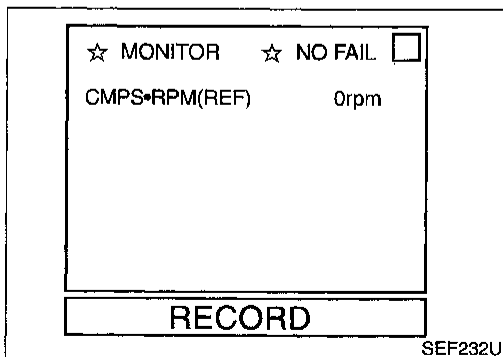 ☆ MONITOR ☆ NO FAIL
CMPS•RPM(REF) 0rpm
RECORD
SEF232U